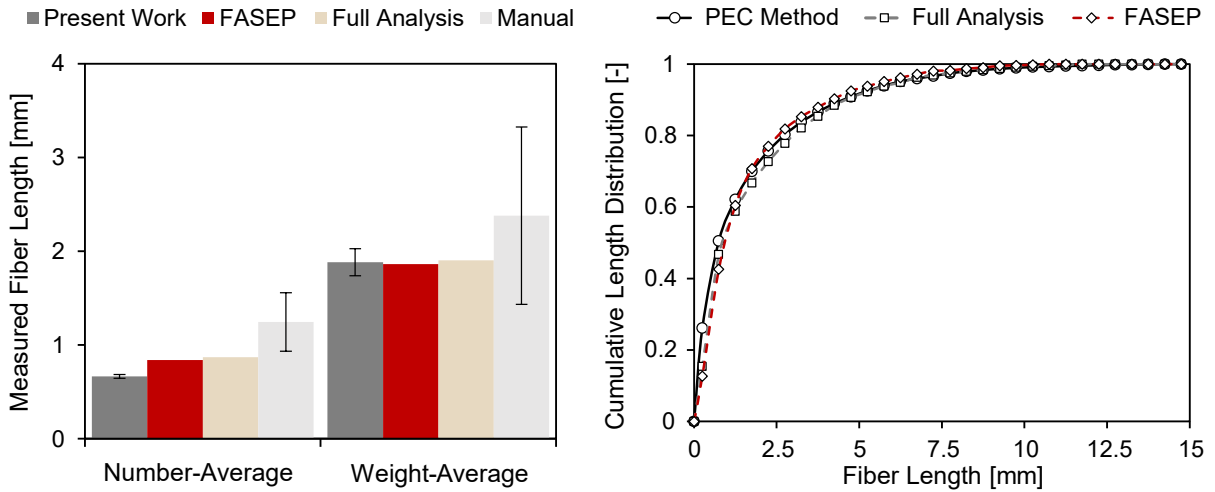 Present Work FASEP Full Analysis Manual
Measured Fiber Length [mm]
4
3
2
1
0
Number-Average Weight-Average
PEC Method Full Analysis FASEP
Cumulative Length Distribution [-]
1
0.8
0.6
0.4
0.2
0
0 2.5 5 7.5 10 12.5 15
Fiber Length [mm]